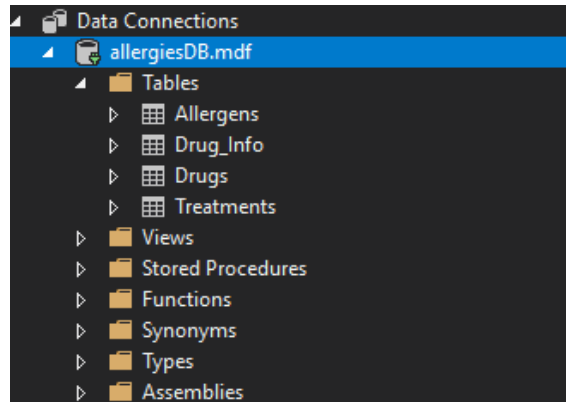 Data Connections
allergiesDB.mdf
Tables
Allergens
Drug_Info
Drugs
Treatments
Views
Stored Procedures
Functions
Synonyms
Types
Assemblies